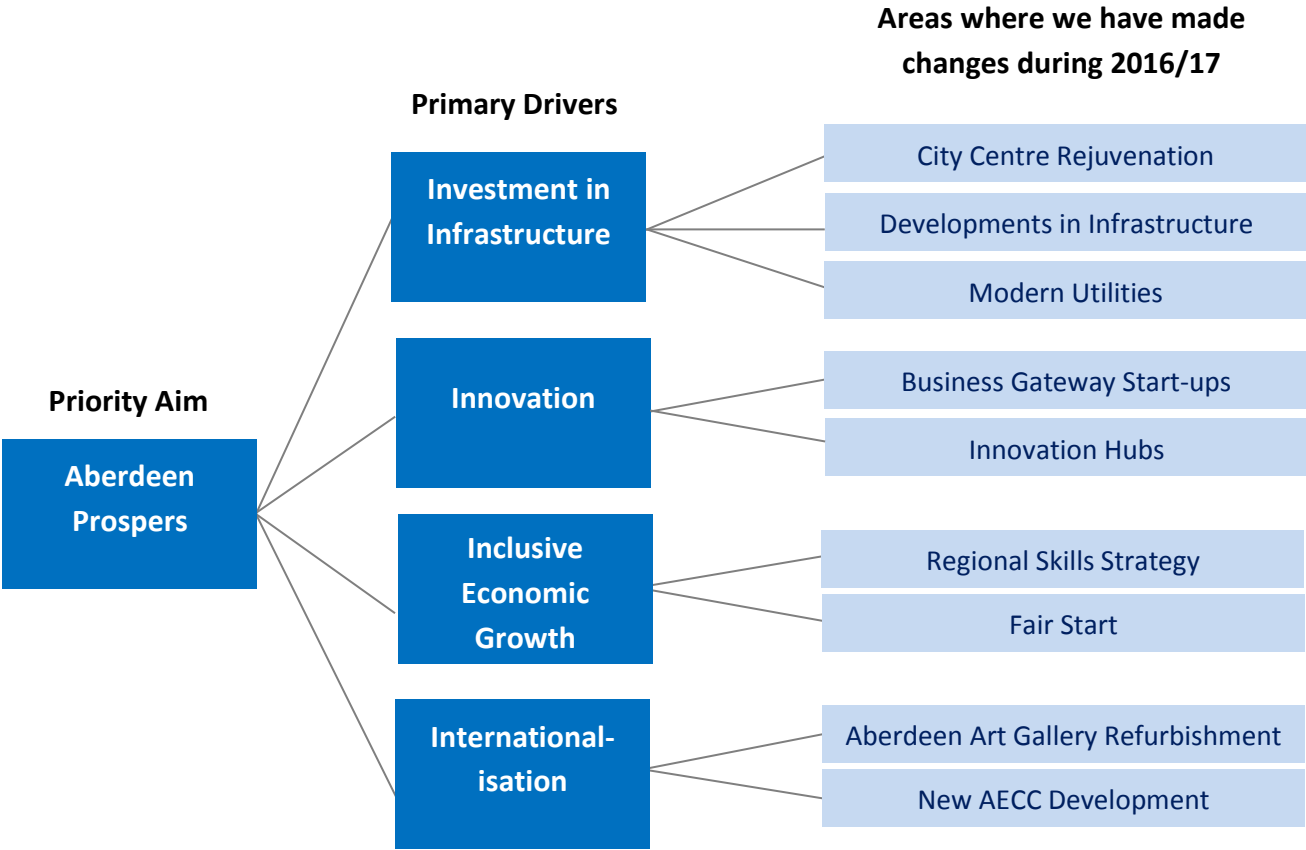 Areas where we have made
changes during 2016/17
Primary Drivers
Investment in
Infrastructure
City Centre Rejuvenation
Developments in Infrastructure
Modern Utilities
Priority Aim
Aberdeen
Prospers
Innovation
Business Gateway Start-ups
Innovation Hubs
Inclusive
Economic
Growth
Regional Skills Strategy
Fair Start
International-
isation
Aberdeen Art Gallery Refurbishment
New AECC Development